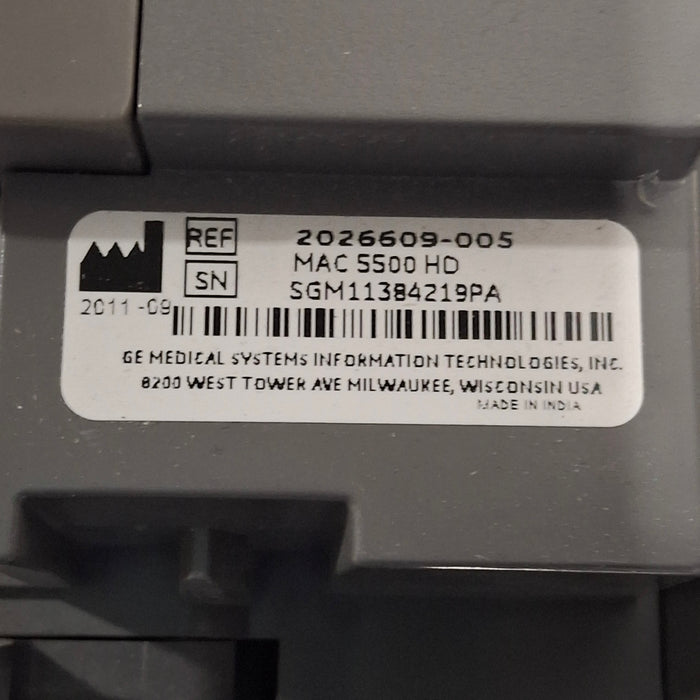 REF 2026609-005
MAC 5500 HD
SN SGM11384219PA
2011-09
GE MEDICAL SYSTEMS INFORMATION TECHNOLOGIES, INC.
8200 WEST TOWER AVE MILWAUKEE, WISCONSIN USA
MADE IN INDIA